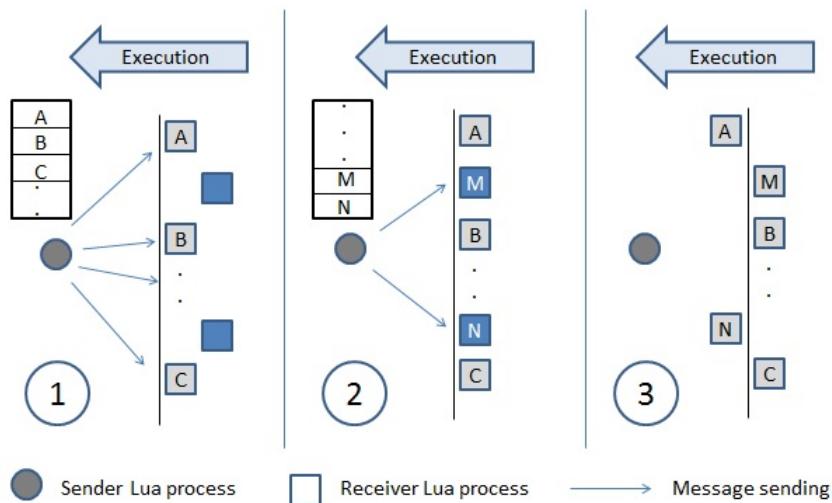 Execution
A
B
C
.
.
A
B
.
.
C
1
Execution
.
.
.
M
N
A
M
B
.
.
N
C
2
Execution
A
M
B
.
.
N
C
3
Sender Lua process
Receiver Lua process
Message sending